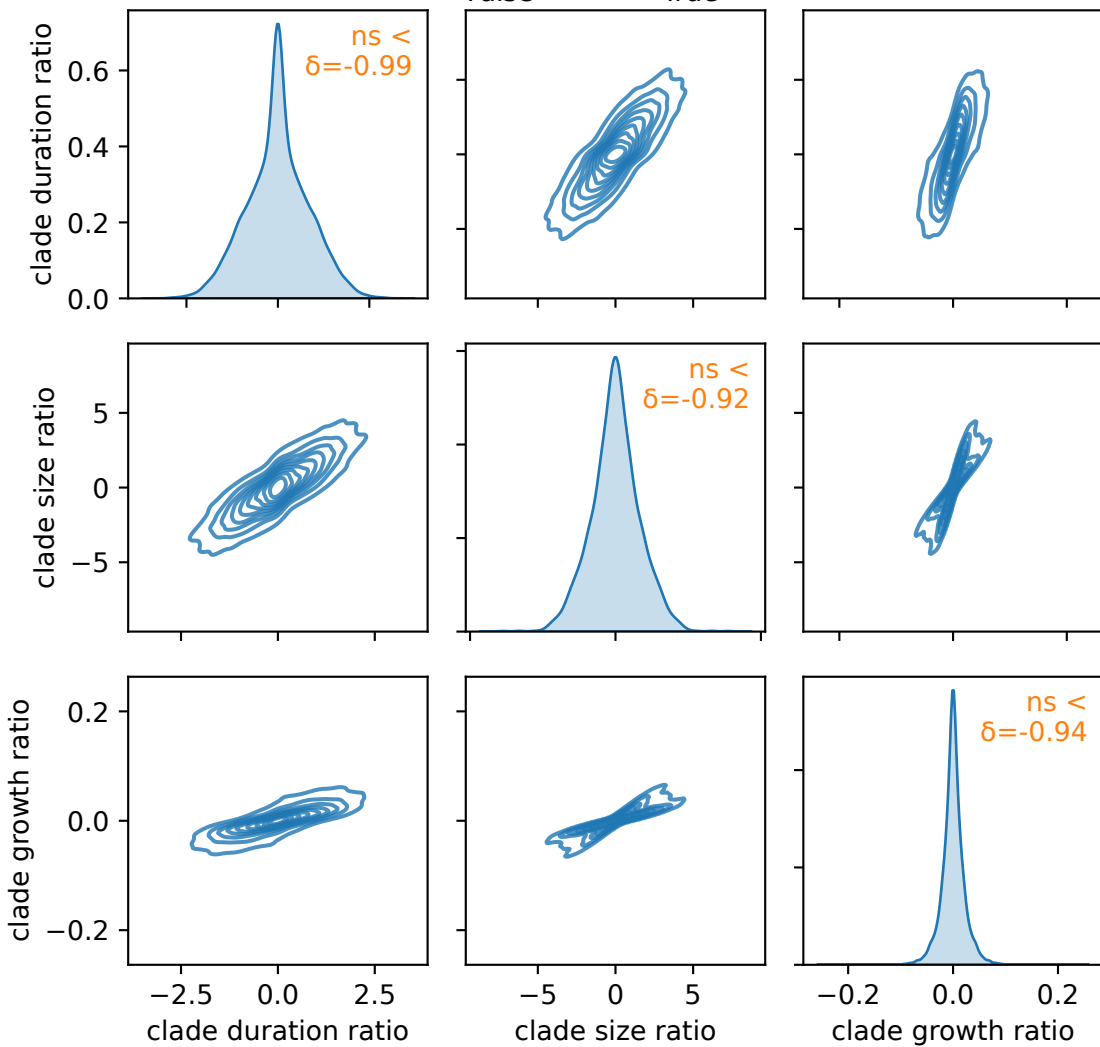 clade duration ratio
0.6
0.4
0.2
0.0
ns <
δ=-0.99
clade size ratio
5
0
−5
ns <
δ=-0.92
clade growth ratio
0.2
0.0
−0.2
ns <
δ=-0.94
−2.5 0.0 2.5
−5 0 5
−0.2 0.0 0.2
clade duration ratio
clade size ratio
clade growth ratio